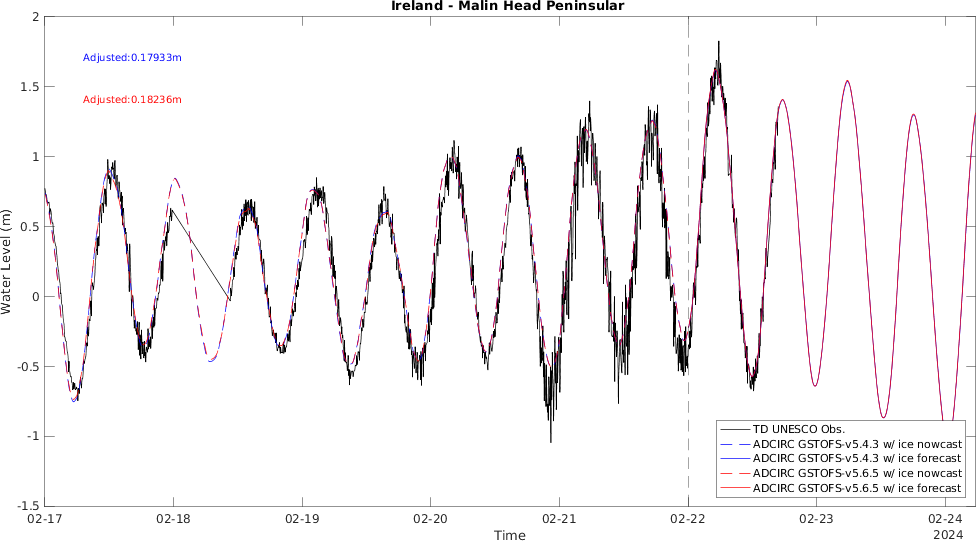 Ireland - Malin Head Peninsular
2
1.5
1
0.5
0
-0.5
-1
-1.5
Water Level (m)
Adjusted:0.17933m
Adjusted:0.18236m
TD UNESCO Obs.
ADCIRC GSTOFS-v5.4.3 w/ ice nowcast
ADCIRC GSTOFS-v5.4.3 w/ ice forecast
ADCIRC GSTOFS-v5.6.5 w/ ice nowcast
ADCIRC GSTOFS-v5.6.5 w/ ice forecast
02-17 02-18 02-19 02-20 02-21 02-22 02-23 02-24
Time
2024